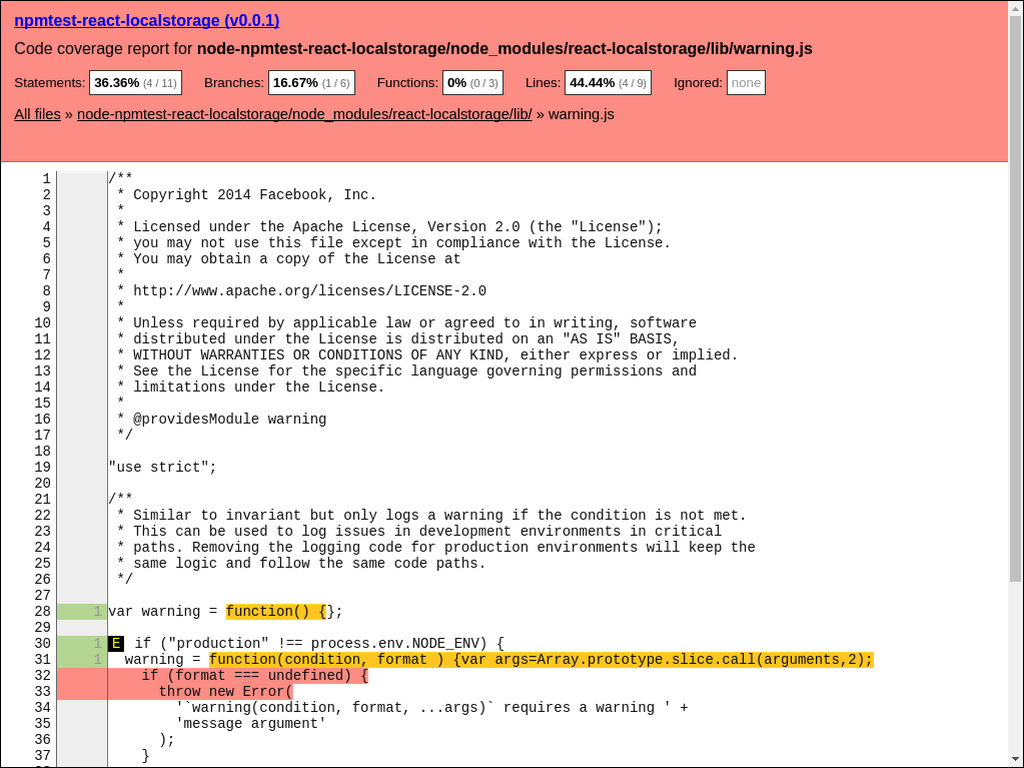 npmtest-react-localstorage (v0.0.1)
Code coverage report for node-npmtest-react-localstorage/node_modules/react-localstorage/lib/warning.js
Statements: 36.36% (4 / 11) Branches: 16.67% (1 / 6) Functions: 0% (0 / 3) Lines: 44.44% (4 / 9) Ignored: none
All files » node-npmtest-react-localstorage/node_modules/react-localstorage/lib/ » warning.js
1 /**
2  * Copyright 2014 Facebook, Inc.
3  *
4  * Licensed under the Apache License, Version 2.0 (the "License");
5  * you may not use this file except in compliance with the License.
6  * You may obtain a copy of the License at
7  *
8  * http://www.apache.org/licenses/LICENSE-2.0
9  *
10  * Unless required by applicable law or agreed to in writing, software
11  * distributed under the License is distributed on an "AS IS" BASIS,
12  * WITHOUT WARRANTIES OR CONDITIONS OF ANY KIND, either express or implied.
13  * See the License for the specific language governing permissions and
14  * limitations under the License.
15  *
16  * @providesModule warning
17  */
18
19 "use strict";
20
21 /**
22  * Similar to invariant but only logs a warning if the condition is not met.
23  * This can be used to log issues in development environments in critical
24  * paths. Removing the logging code for production environments will keep the
25  * same logic and follow the same code paths.
26  */
27
28 1 var warning = function() {};
29
30 1 E if ("production" !== process.env.NODE_ENV) {
31 1   warning = function(condition, format ) {var args=Array.prototype.slice.call(arguments,2);
32     if (format === undefined) {
33       throw new Error(
34         '`warning(condition, format, ...args)` requires a warning ' +
35         'message argument'
36       );
37     }